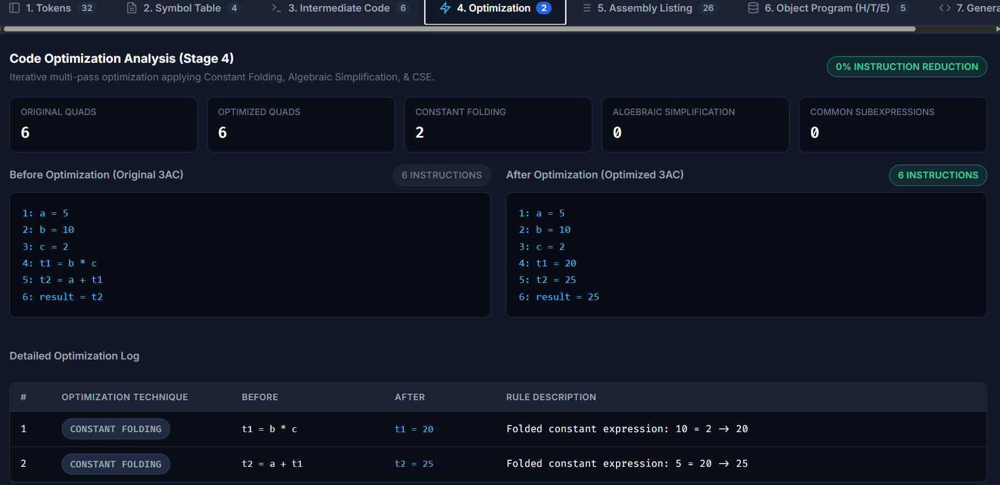 1. Tokens 32 2. Symbol Table 4 3. Intermediate Code 6 4. Optimization 2 5. Assembly Listing 26 6. Object Program (H/T/E) 5 7. Genera
Code Optimization Analysis (Stage 4)
Iterative multi-pass optimization applying Constant Folding, Algebraic Simplification, & CSE.
0% INSTRUCTION REDUCTION
ORIGINAL QUADS
6
OPTIMIZED QUADS
6
CONSTANT FOLDING
2
ALGEBRAIC SIMPLIFICATION
0
COMMON SUBEXPRESSIONS
0
Before Optimization (Original 3AC) 6 INSTRUCTIONS
1: a = 5
2: b = 10
3: c = 2
4: t1 = b * c
5: t2 = a + t1
6: result = t2
After Optimization (Optimized 3AC) 6 INSTRUCTIONS
1: a = 5
2: b = 10
3: c = 2
4: t1 = 20
5: t2 = 25
6: result = 25
Detailed Optimization Log
# OPTIMIZATION TECHNIQUE BEFORE AFTER RULE DESCRIPTION
1 CONSTANT FOLDING t1 = b * c t1 = 20 Folded constant expression: 10 = 2 → 20
2 CONSTANT FOLDING t2 = a + t1 t2 = 25 Folded constant expression: 5 = 20 → 25